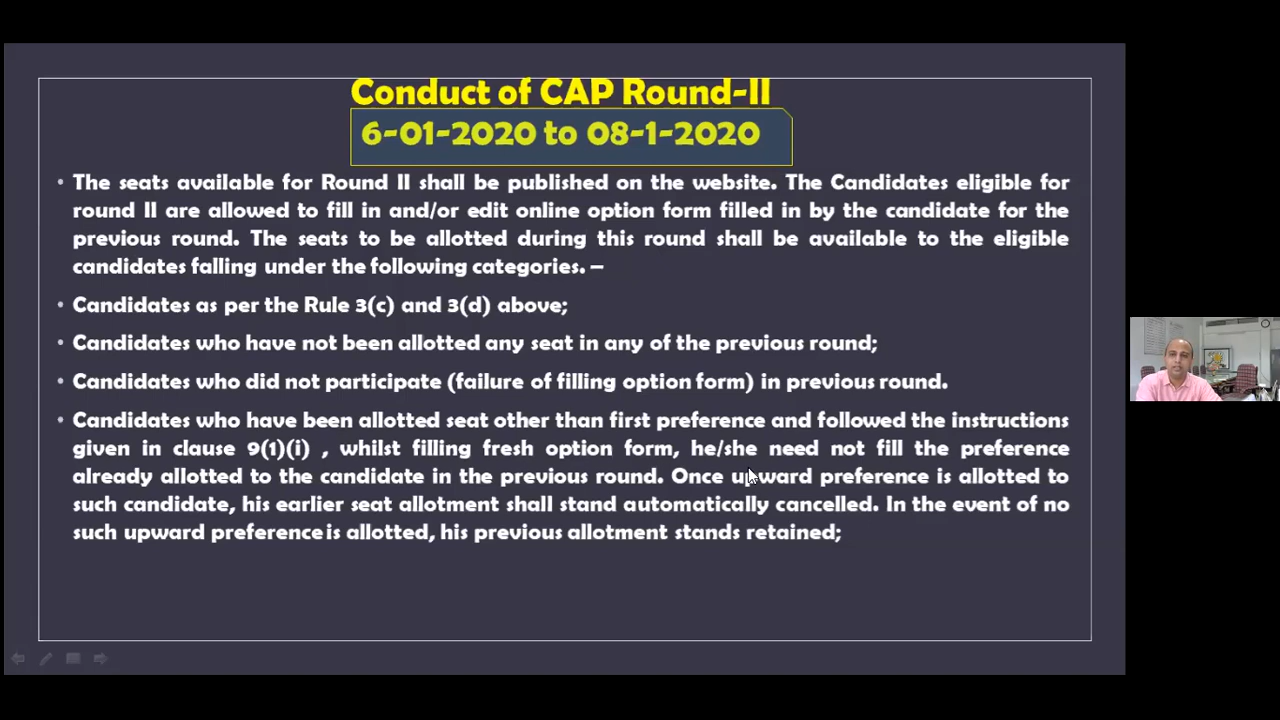 Conduct of CAP Round-II
6-01-2020 to 08-1-2020
• The seats available for Round II shall be published on the website. The Candidates eligible for
round II are allowed to fill in and/or edit online option form filled in by the candidate for the
previous round. The seats to be allotted during this round shall be available to the eligible
candidates falling under the following categories. –
• Candidates as per the Rule 3(c) and 3(d) above;
• Candidates who have not been allotted any seat in any of the previous round;
• Candidates who did not participate (failure of filling option form) in previous round.
• Candidates who have been allotted seat other than first preference and followed the instructions
given in clause 9(1)(i) , whilst filling fresh option form, he/she need not fill the preference
already allotted to the candidate in the previous round. Once upward preference is allotted to
such candidate, his earlier seat allotment shall stand automatically cancelled. In the event of no
such upward preference is allotted, his previous allotment stands retained;